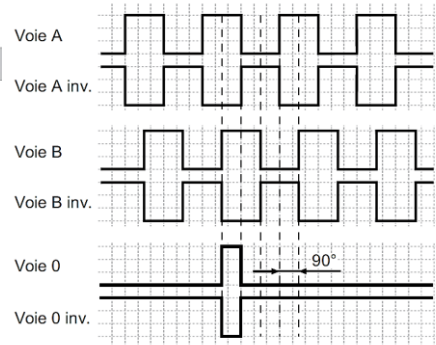 Voie A
Voie A inv.
Voie B
Voie B inv.
Voie 0
90°
Voie 0 inv.